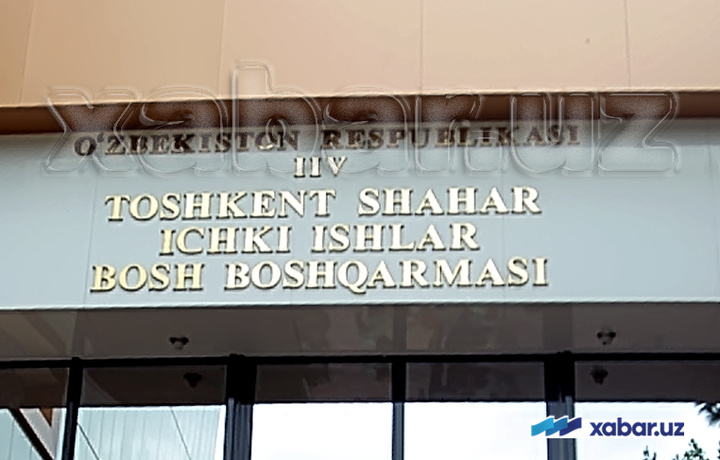 xabar.uz
O'ZBEKISTON RESPUBLIKASI
IIV
TOSHKENT SHAHAR
ICHKI ISHLAR
BOSH BOSHQARMASI
xabar.uz